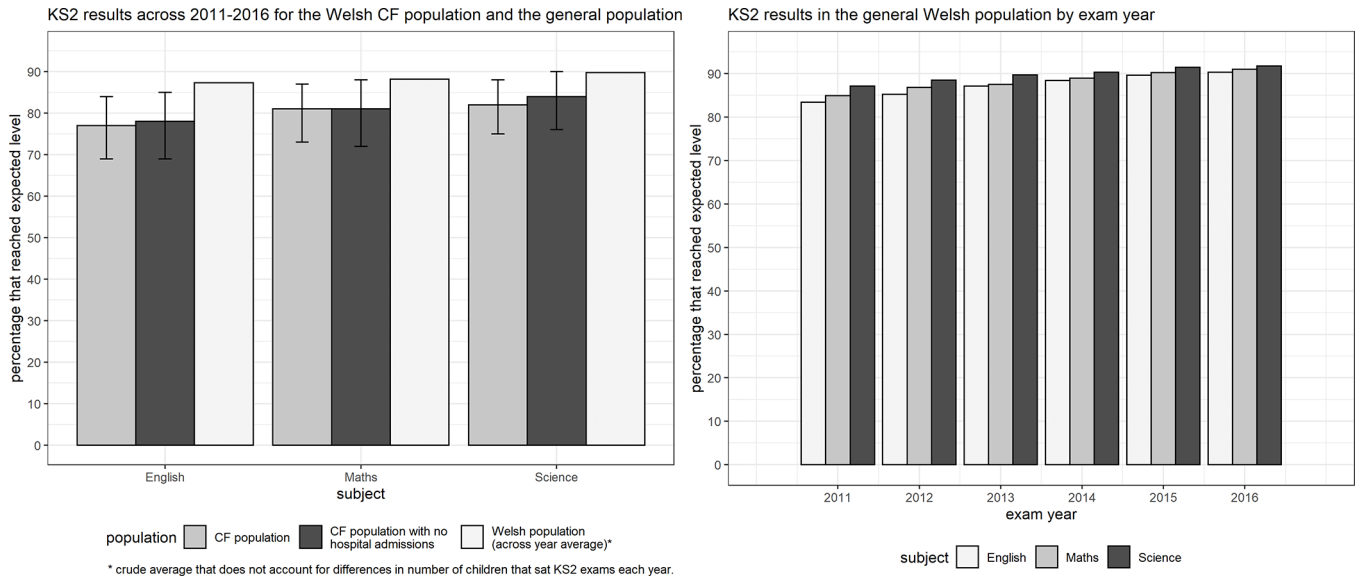 KS2 results across 2011-2016 for the Welsh CF population and the general population
percentage that reached expected level
90
80
70
60
50
40
30
20
10
0
English Maths Science
subject
population CF population CF population with no hospital admissions Welsh population (across year average)*
* crude average that does not account for differences in number of children that sat KS2 exams each year.
KS2 results in the general Welsh population by exam year
percentage that reached expected level
90
80
70
60
50
40
30
20
10
0
2011 2012 2013 2014 2015 2016
exam year
subject English Maths Science